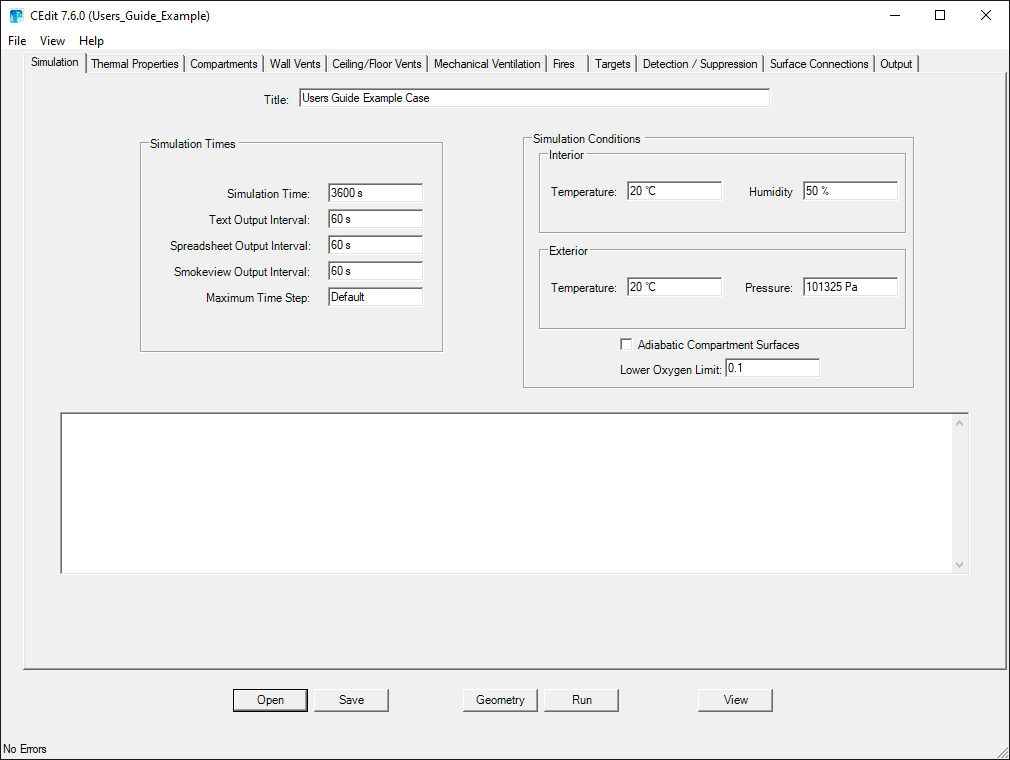 CEdit 7.6.0 (Users_Guide_Example)
File View Help
Simulation Thermal Properties Compartments Wall Vents Ceiling/Floor Vents Mechanical Ventilation Fires Targets Detection / Suppression Surface Connections Output
Title: Users Guide Example Case
Simulation Times
Simulation Time: 3600 s
Text Output Interval: 60 s
Spreadsheet Output Interval: 60 s
Smokeview Output Interval: 60 s
Maximum Time Step: Default
Simulation Conditions
Interior
Temperature: 20 °C Humidity 50 %
Exterior
Temperature: 20 °C Pressure: 101325 Pa
Adiabatic Compartment Surfaces
Lower Oxygen Limit: 0.1
Open Save Geometry Run View
No Errors